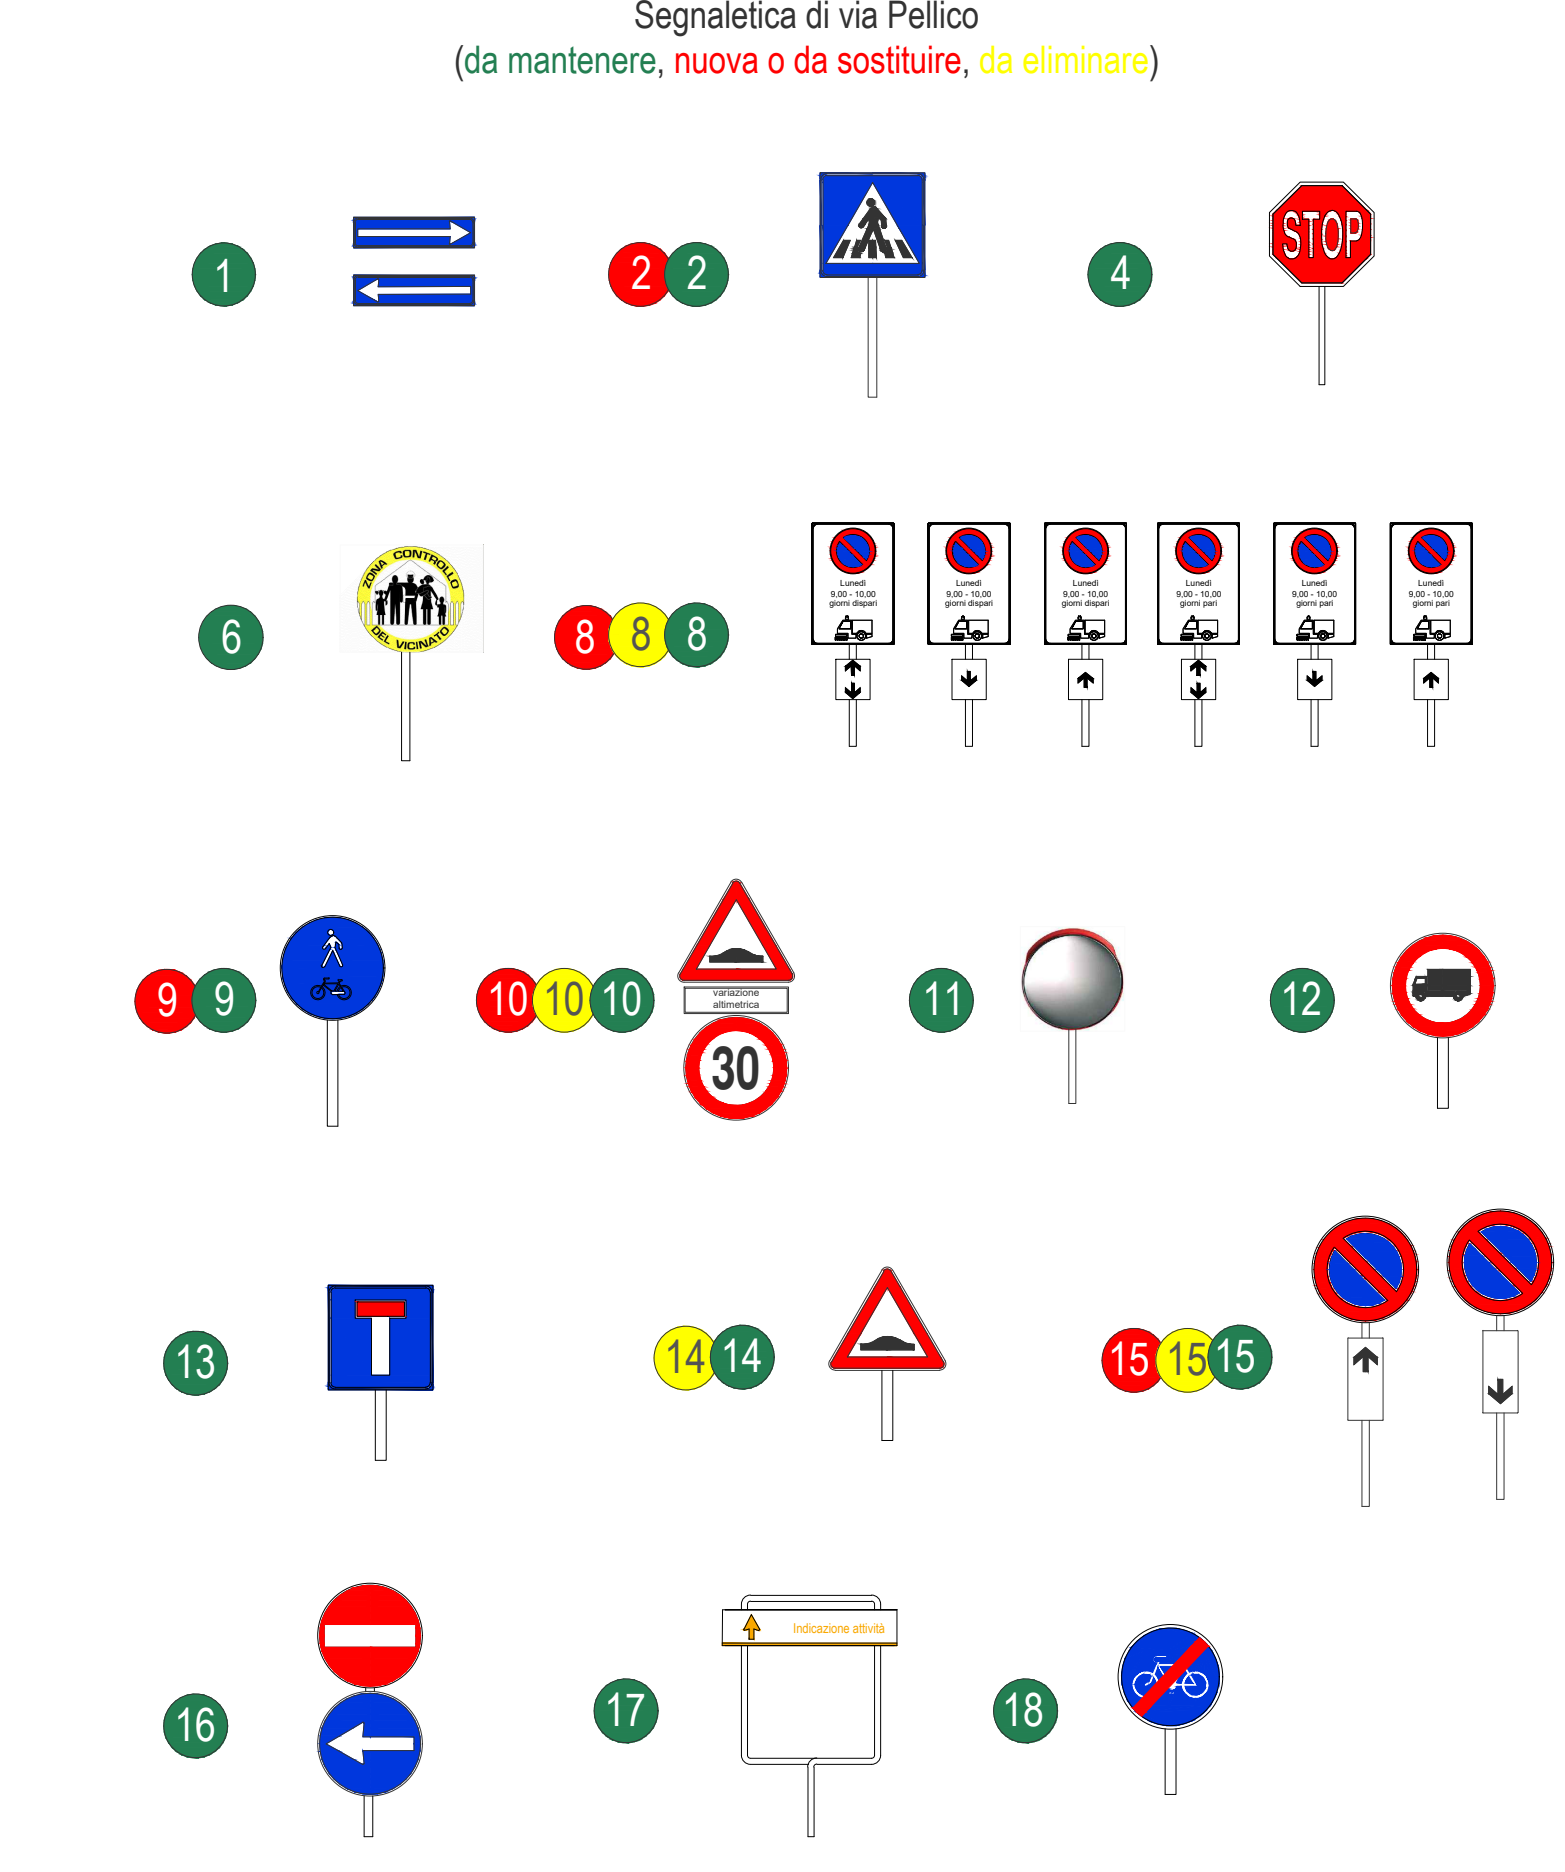 Segnaletica di via Pellico
(da mantenere, nuova o da sostituire, da eliminare)
1
2 2
4
STOP
6
ZONA CONTROLLO
DEL VICINATO
8 8 8
Lunedì
9,00 - 10,00
giorni dispari
Lunedì
9,00 - 10,00
giorni dispari
Lunedì
9,00 - 10,00
giorni dispari
Lunedì
9,00 - 10,00
giorni pari
Lunedì
9,00 - 10,00
giorni pari
Lunedì
9,00 - 10,00
giorni pari
9 9
10 10 10
variazione
altimetrica
30
11
12
13
14 14
15 15 15
16
17
Indicazione attività
18